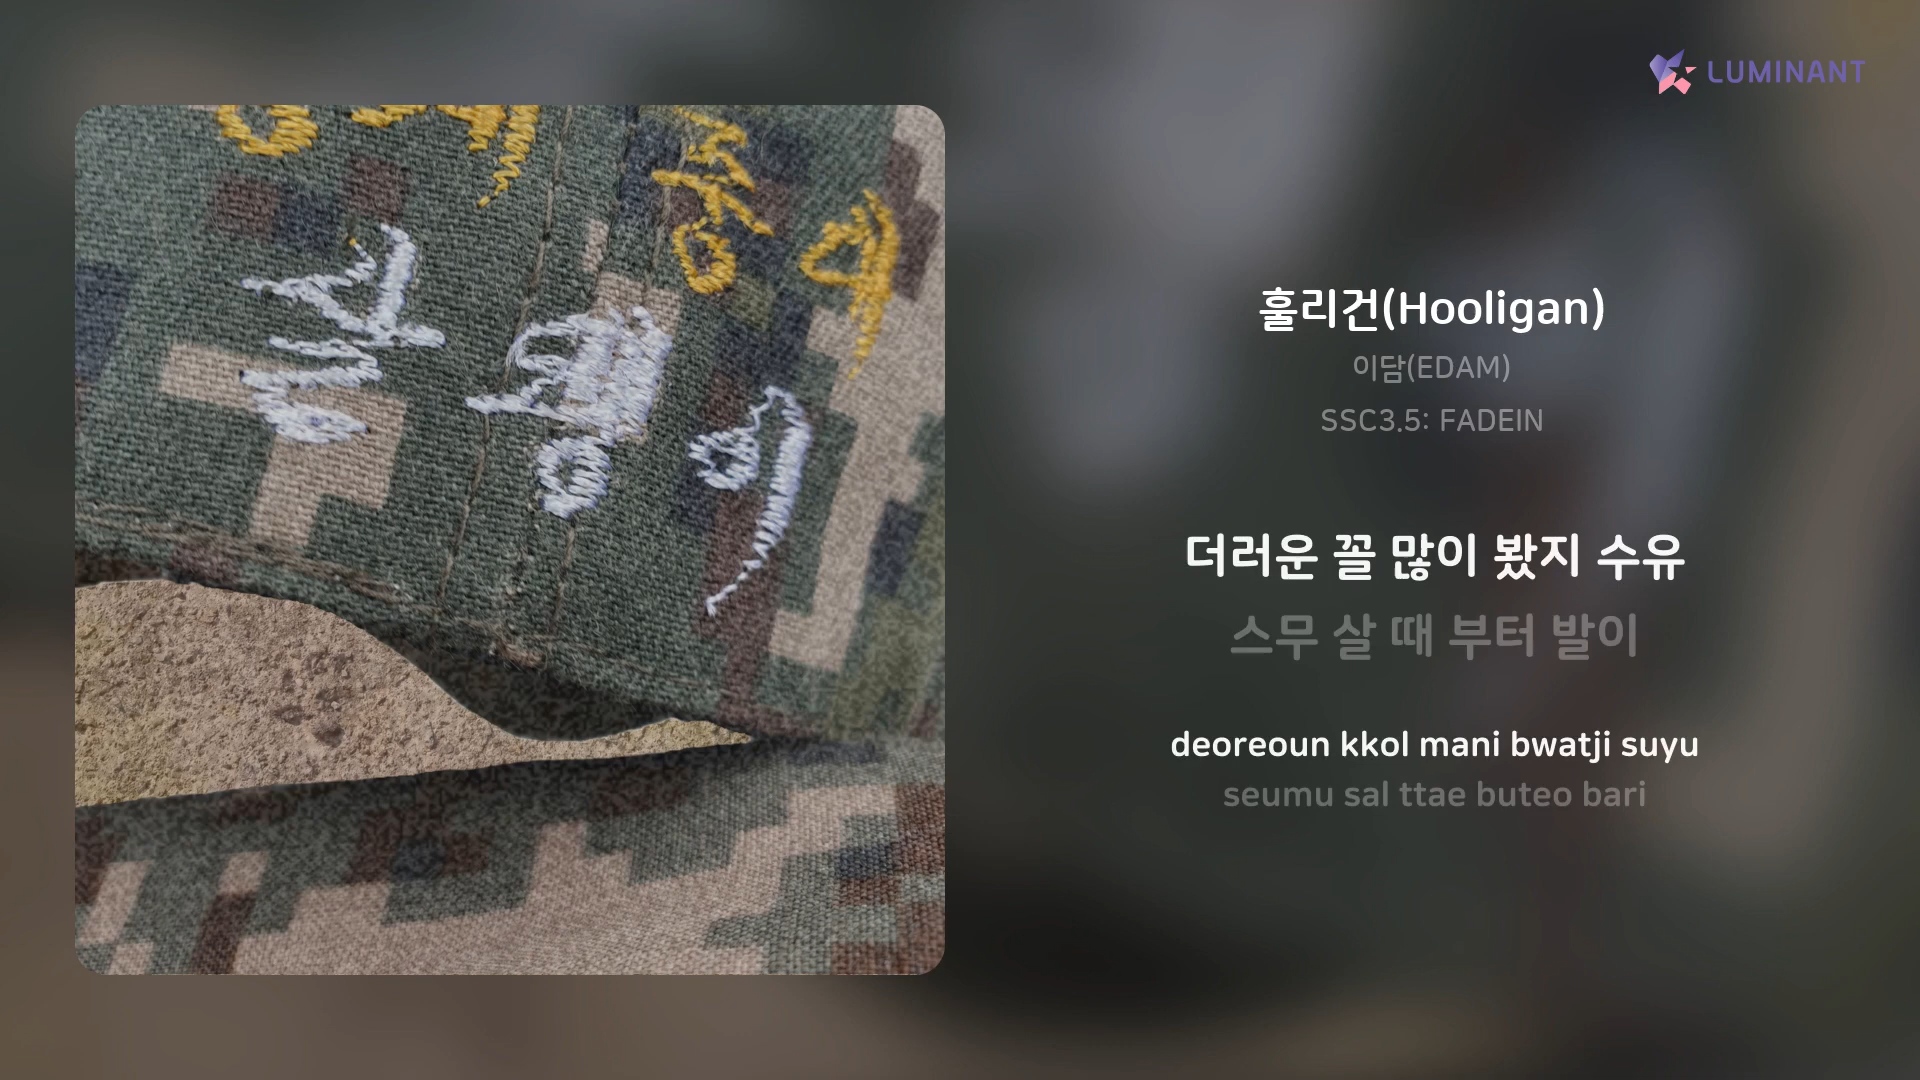 LUMINANT
훌리건(Hooligan)
이담(EDAM)
SSC3.5: FADEIN
더러운 꼴 많이 봤지 수유
스무 살 때 부터 발이
deoreoun kkol mani bwatji suyu
seumu sal ttae buteo bari